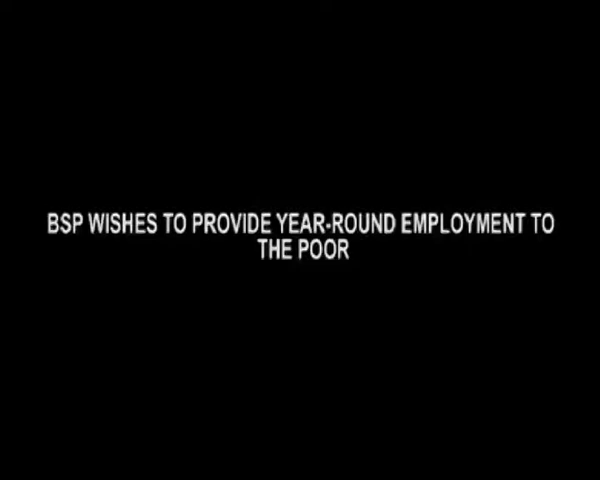 BSP WISHES TO PROVIDE YEAR-ROUND EMPLOYMENT TO
THE POOR